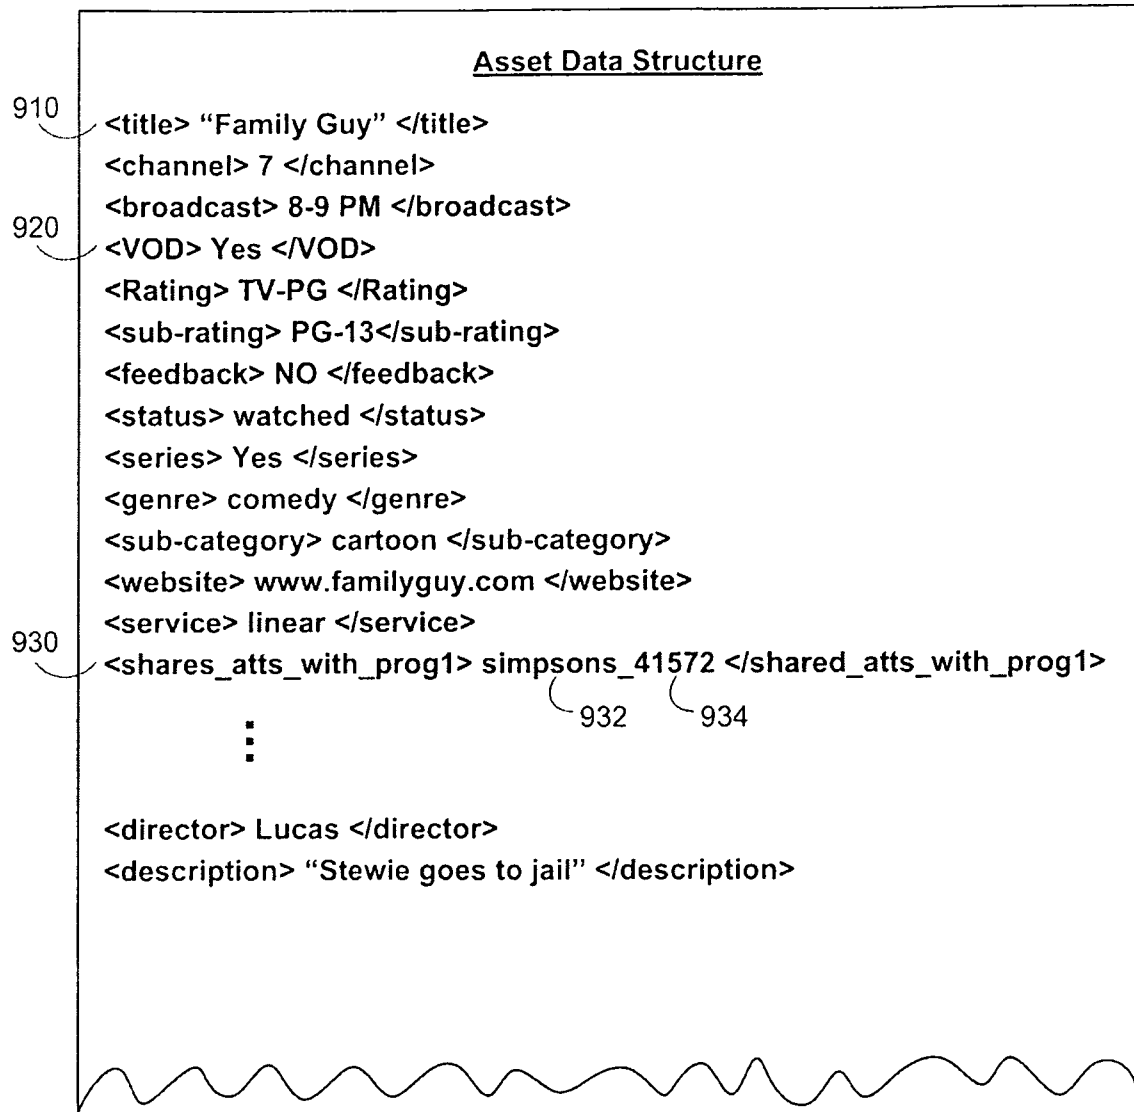 Asset Data Structure
910
<title> “Family Guy” </title>
<channel> 7 </channel>
<broadcast> 8-9 PM </broadcast>
920
<VOD> Yes </VOD>
<Rating> TV-PG </Rating>
<sub-rating> PG-13</sub-rating>
<feedback> NO </feedback>
<status> watched </status>
<series> Yes </series>
<genre> comedy </genre>
<sub-category> cartoon </sub-category>
<website> www.familyguy.com </website>
<service> linear </service>
930
<shares_atts_with_prog1> simpsons_41572 </shared_atts_with_prog1>
932 934
<director> Lucas </director>
<description> “Stewie goes to jail” </description>